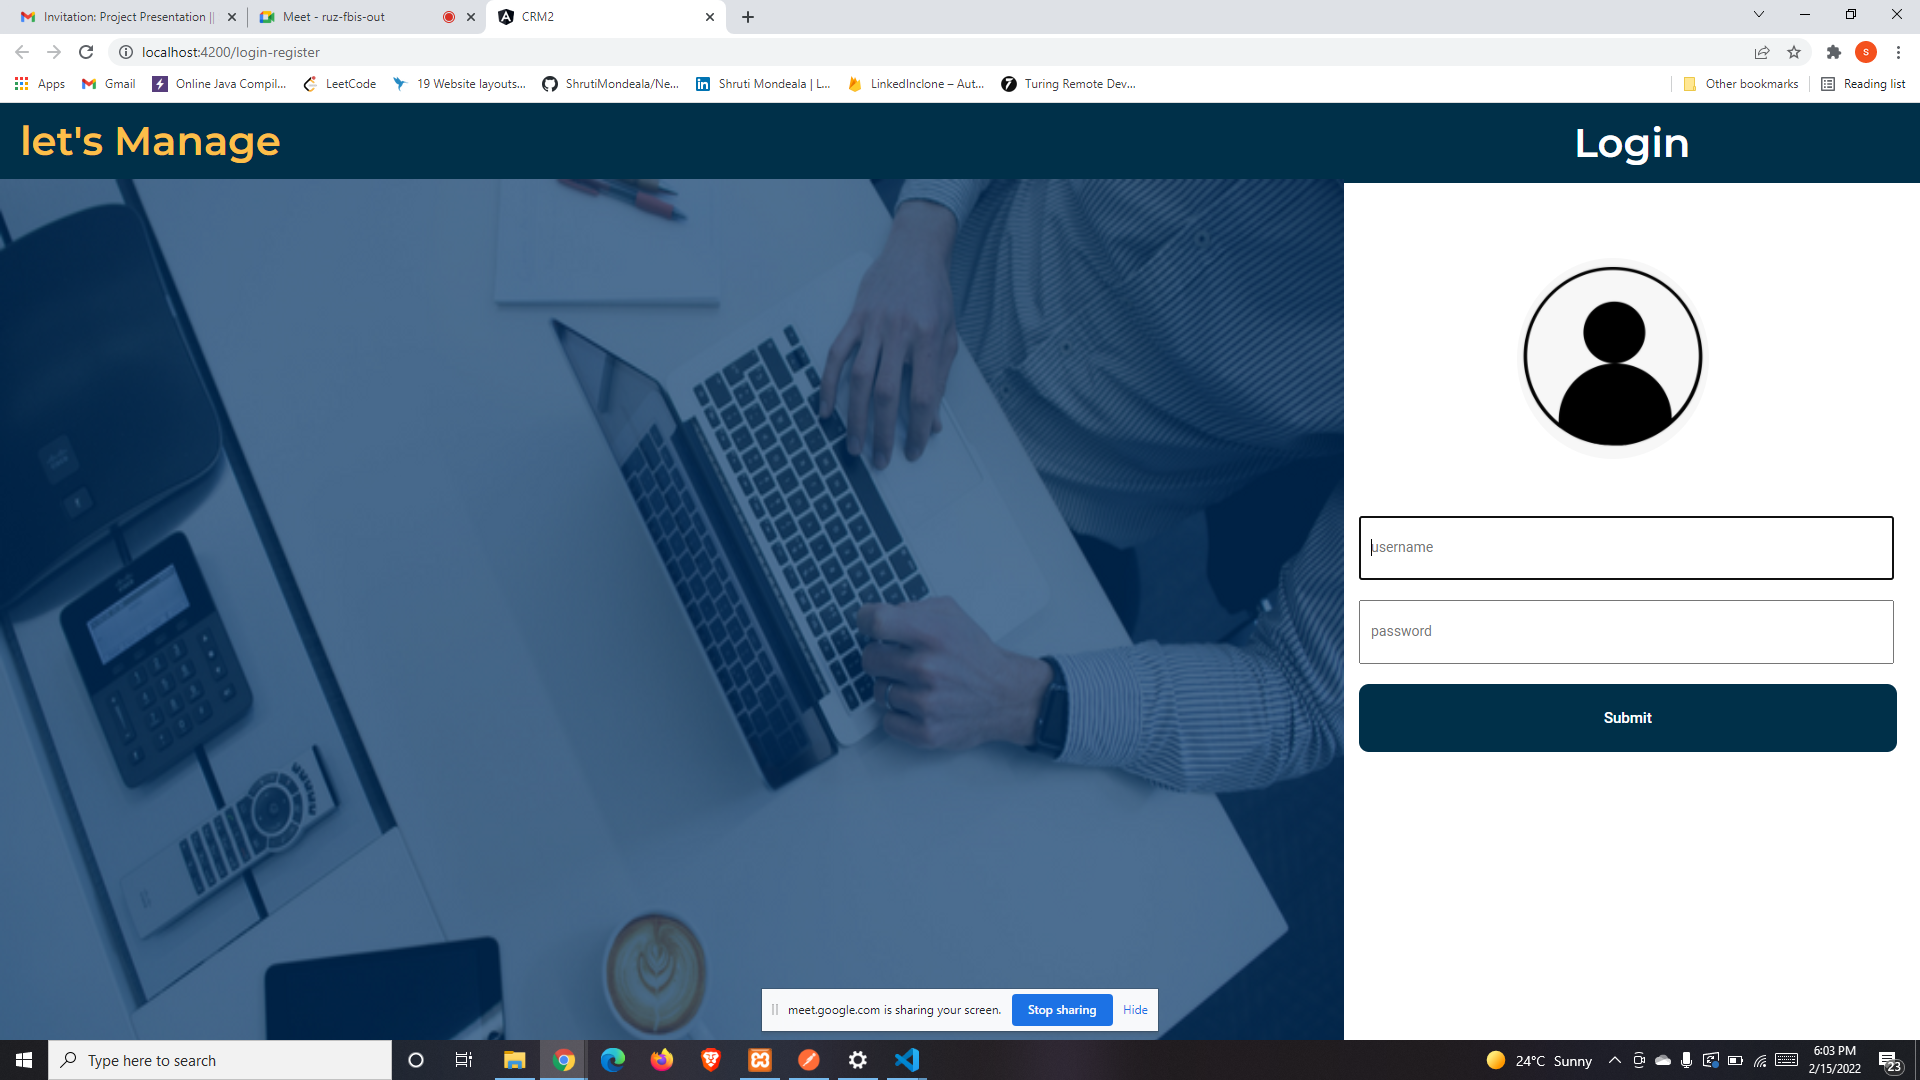 Invitation: Project Presentation ||
Meet - ruz-fbis-out
CRM2
localhost:4200/login-register
s
Apps
Gmail
Online Java Compil...
LeetCode
19 Website layouts...
ShrutiMondeala/Ne...
Shruti Mondeala | L...
LinkedInclone – Aut...
Turing Remote Dev...
Other bookmarks
Reading list
let's Manage
Login
username
password
Submit
meet.google.com is sharing your screen.
Stop sharing
Hide
Type here to search
24°C Sunny
6:03 PM
2/15/2022
23